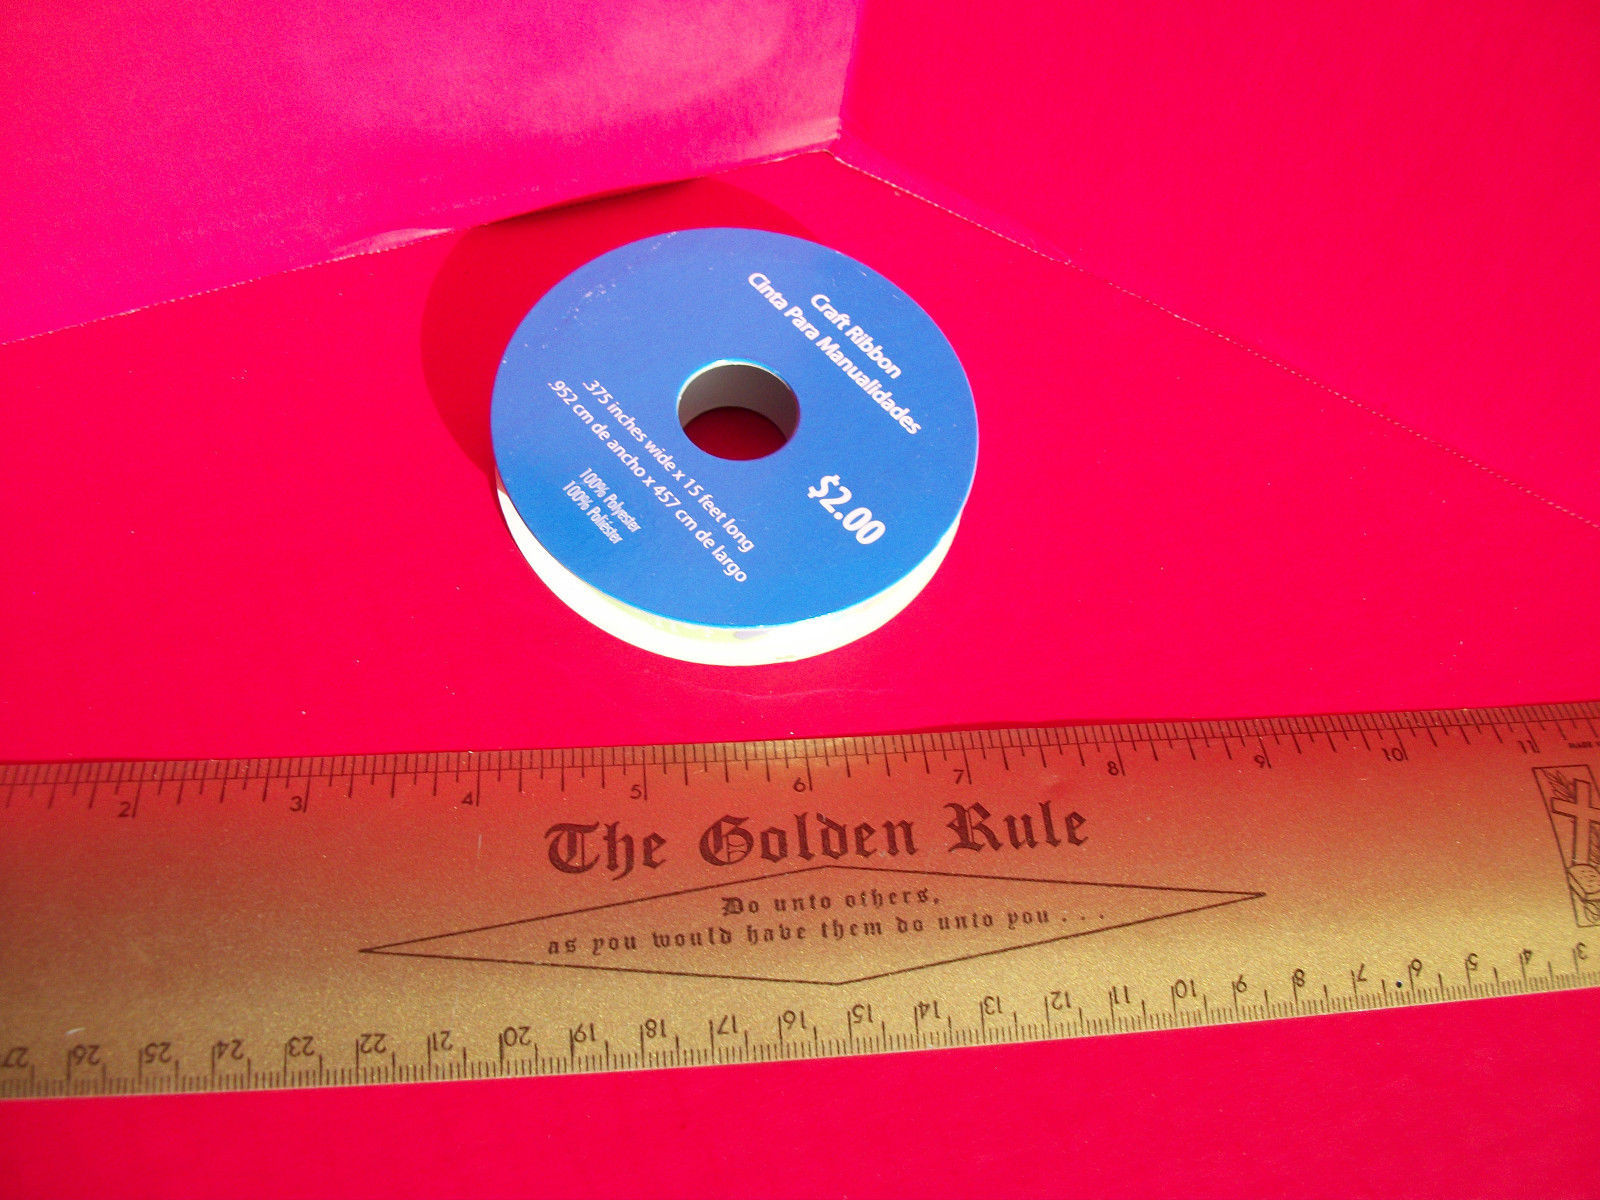 Craft Ribbon
Cinta Para Manualidades
$2.00
.375 inches wide x 15 feet long
.952 cm de ancho x 457 cm de largo
100% Polyester
100% Poliéster
2 3 4 5 6 7 8 9 10 11
MADE
The Golden Rule
Do unto others,
as you would have them do unto you . . .
27 26 25 24 23 22 21 20 19 18 17 16 15 14 13 12 11 10 9 8 7 6 5 4 3